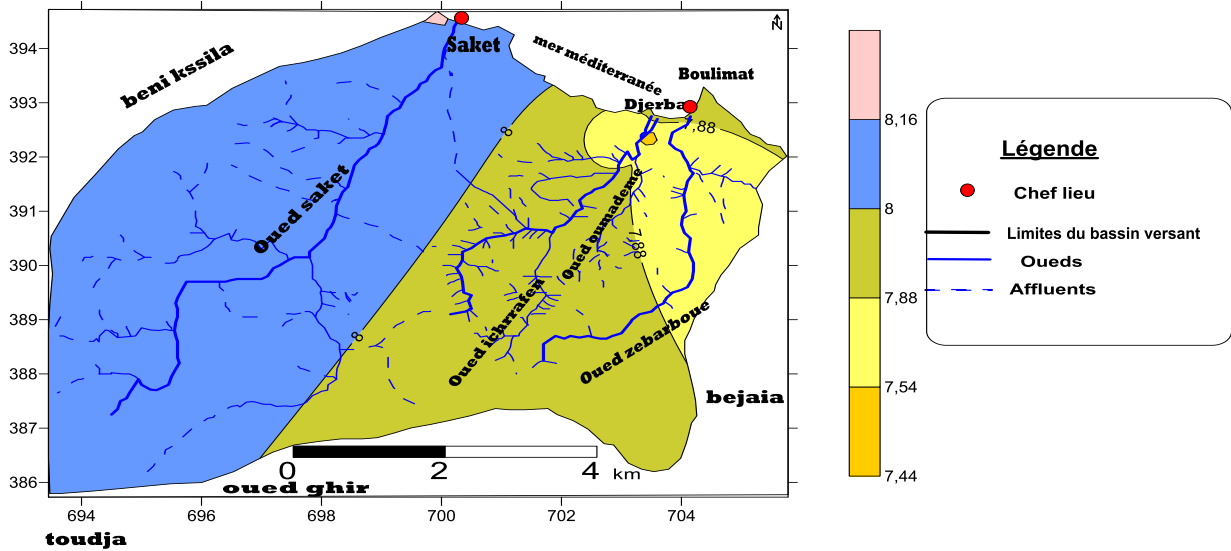 N
394
393
392
391
390
389
388
387
386
694
696
698
700
702
704
beni kssila
Saket
mer méditerranée
Boulimat
Djerba
7,88
8
Oued saket
Oued oumademe
7,88
8
Oued ichrrafen
Oued zebarboue
bejaia
0
2
4
km
oued ghir
toudja
8,16
8
7,88
7,54
7,44
Légende
Chef lieu
Limites du bassin versant
Oueds
Affluents